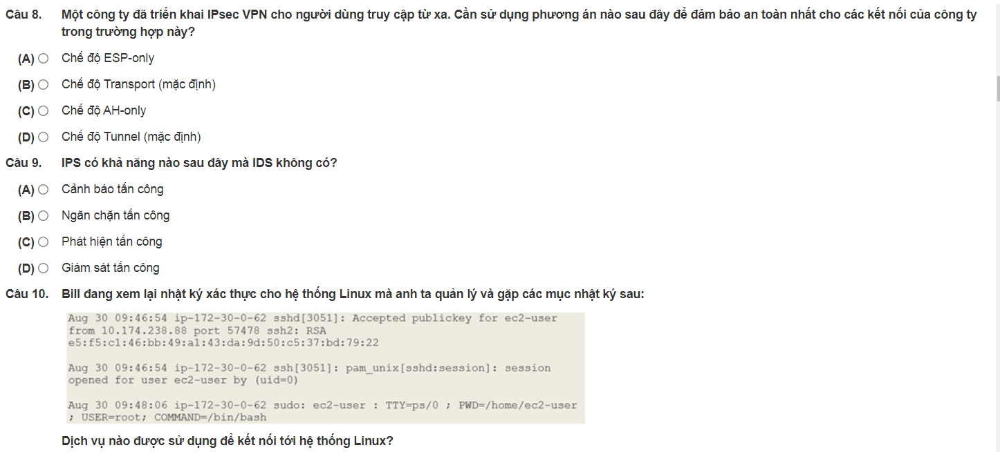 Câu 8. Một công ty đã triển khai IPsec VPN cho người dùng truy cập từ xa. Cần sử dụng phương án nào sau đây để đảm bảo an toàn nhất cho các kết nối của công ty
trong trường hợp này?
(A) Chế độ ESP-only
(B) Chế độ Transport (mặc định)
(C) Chế độ AH-only
(D) Chế độ Tunnel (mặc định)
Câu 9. IPS có khả năng nào sau đây mà IDS không có?
(A) Cảnh báo tấn công
(B) Ngăn chặn tấn công
(C) Phát hiện tấn công
(D) Giám sát tấn công
Câu 10. Bill đang xem lại nhật ký xác thực cho hệ thống Linux mà anh ta quản lý và gặp các mục nhật ký sau:
Aug 30 09:46:54 ip-172-30-0-62 sshd[3051]: Accepted publickey for ec2-user
from 10.174.238.88 port 57478 ssh2: RSA
e5:f5:c1:46:bb:49:a1:43:da:9d:50:c5:37:bd:79:22
Aug 30 09:46:54 ip-172-30-0-62 ssh[3051]: pam_unix[sshd:session]: session
opened for user ec2-user by (uid=0)
Aug 30 09:48:06 ip-172-30-0-62 sudo: ec2-user : TTY=ps/0 ; PWD=/home/ec2-user
; USER=root; COMMAND=/bin/bash
Dịch vụ nào được sử dụng để kết nối tới hệ thống Linux?